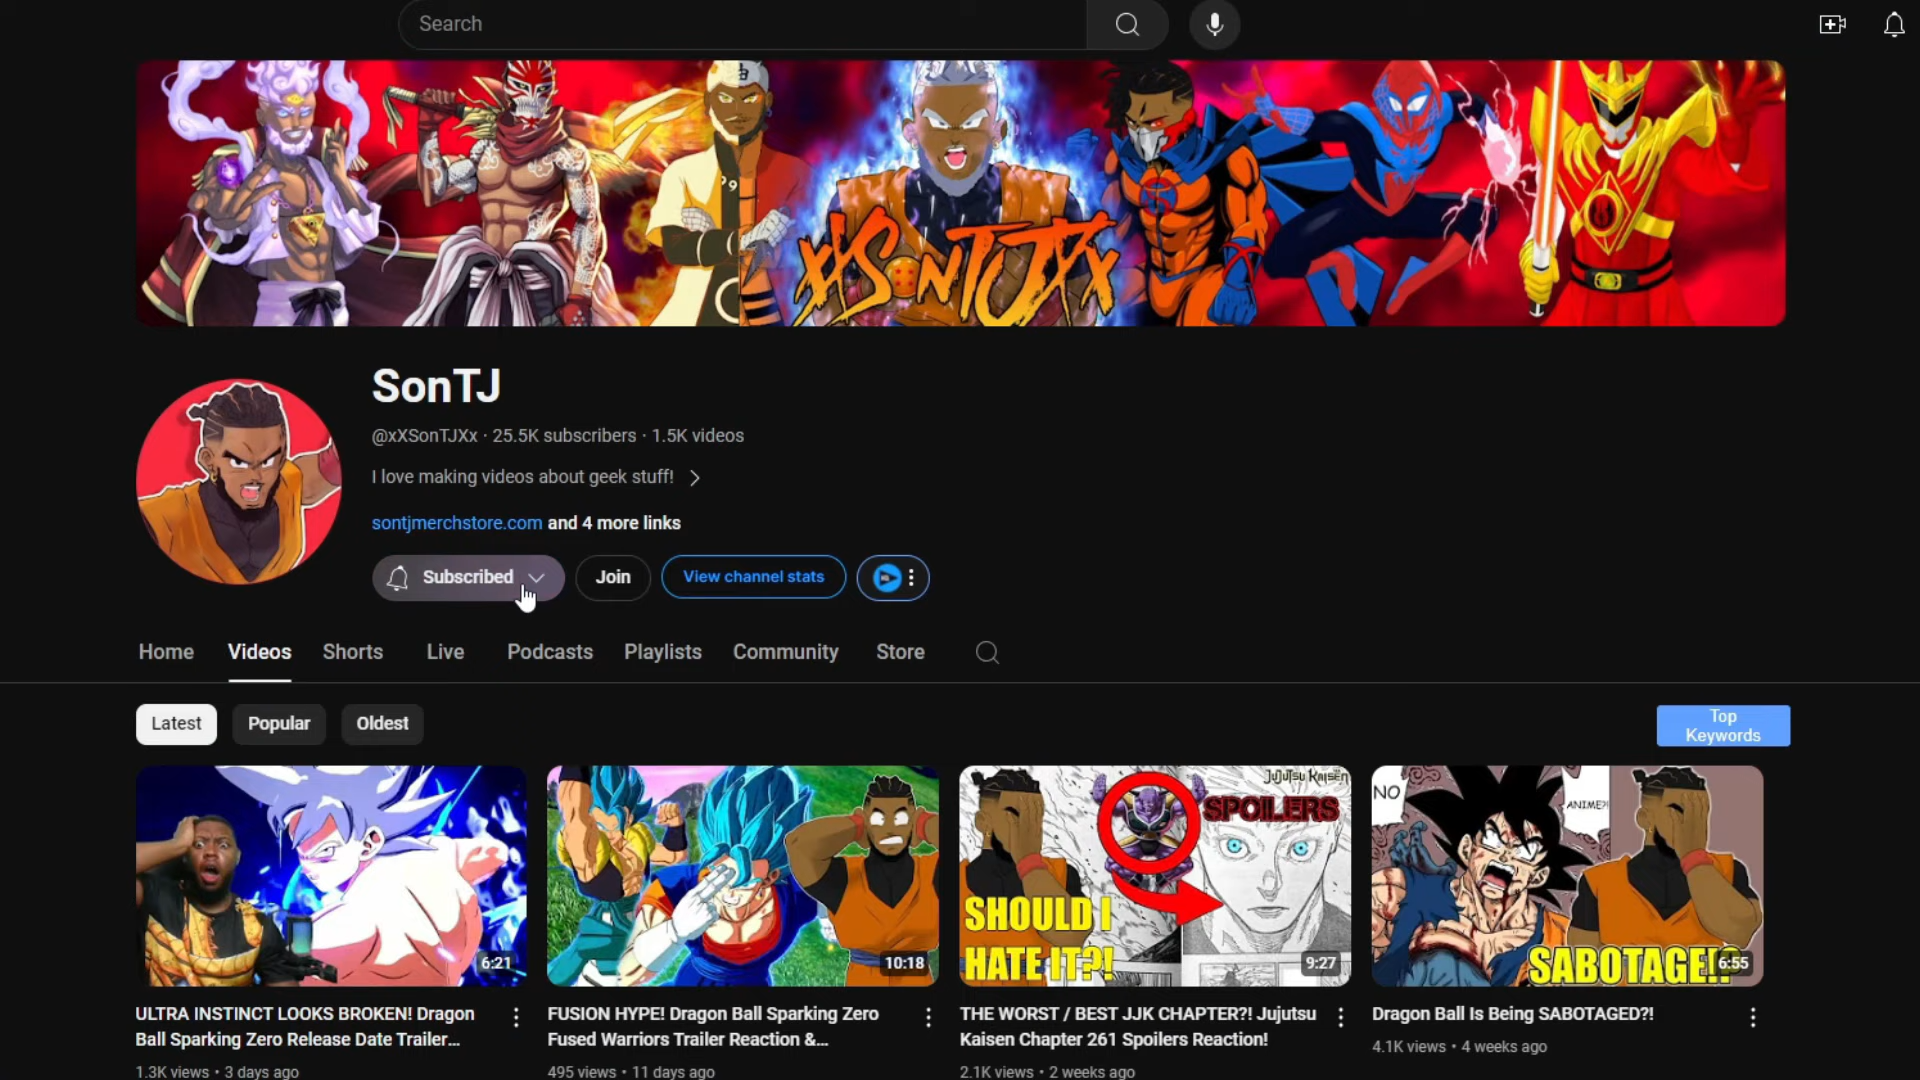 Search
xXSonTJXx
SonTJ
@xXSonTJXx · 25.5K subscribers · 1.5K videos
I love making videos about geek stuff!
sontjmerchstore.com and 4 more links
Subscribed
Join
View channel stats
Home
Videos
Shorts
Live
Podcasts
Playlists
Community
Store
Latest
Popular
Oldest
Top
Keywords
6:21
10:18
JUJUTSU KAISEN
SPOILERS
SHOULD I
HATE IT?!
9:27
NO
ANIME?!
SABOTAGE!?
6:55
ULTRA INSTINCT LOOKS BROKEN! Dragon
Ball Sparking Zero Release Date Trailer...
1.3K views • 3 days ago
FUSION HYPE! Dragon Ball Sparking Zero
Fused Warriors Trailer Reaction &...
495 views • 11 days ago
THE WORST / BEST JJK CHAPTER?! Jujutsu
Kaisen Chapter 261 Spoilers Reaction!
2.1K views • 2 weeks ago
Dragon Ball Is Being SABOTAGED?!
4.1K views • 4 weeks ago